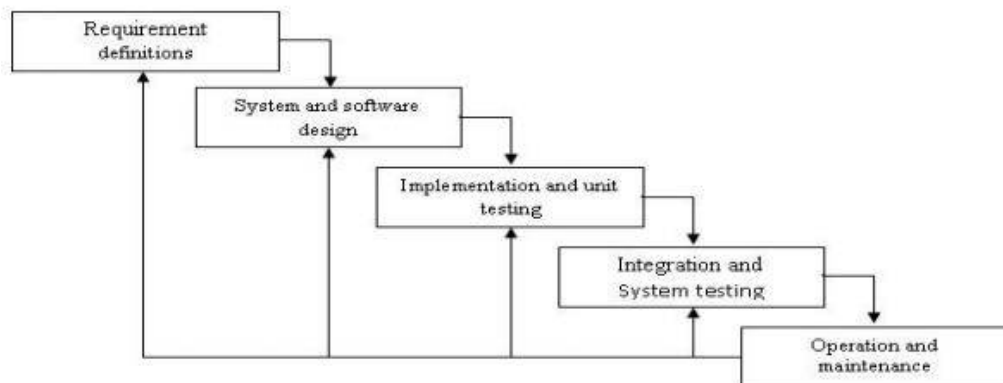 Requirement
definitions
System and software
design
Implementation and unit
testing
Integration and
System testing
Operation and
maintenance